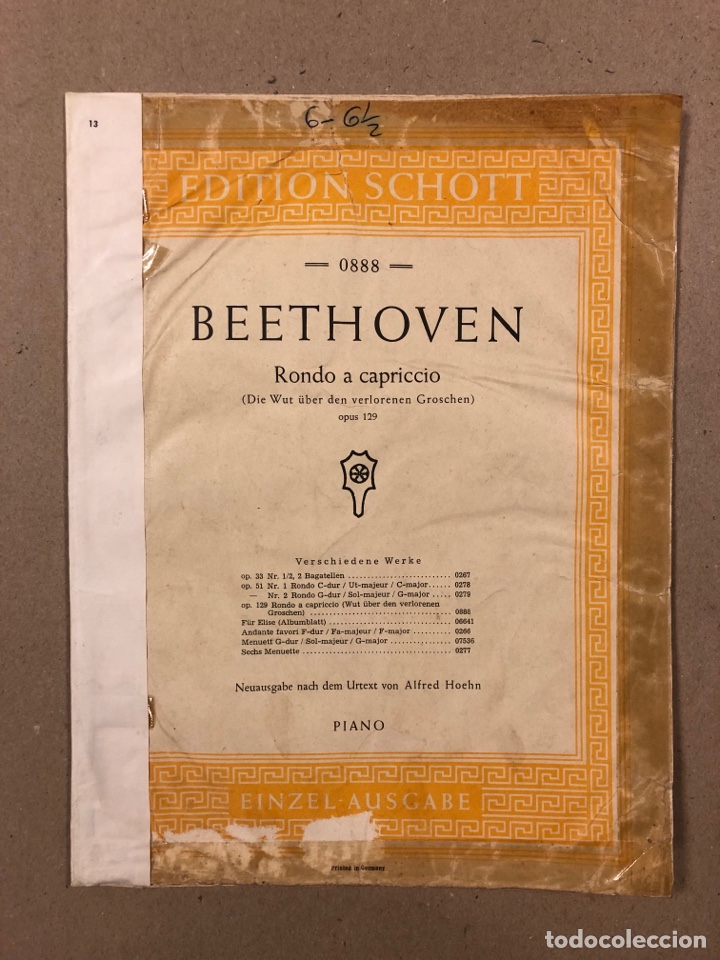 13
6-6½
EDITION SCHOTT
0888
BEETHOVEN
Rondo a capriccio
(Die Wut über den verlorenen Groschen)
opus 129
Verschiedene Werke
op. 33 Nr. 1/2, 2 Bagatellen ........................... 0267
op. 51 Nr. 1 Rondo C-dur / Ut-majeur / C-major...... 0278
— Nr. 2 Rondo G-dur / Sol-majeur / G-major ..... 0279
op. 129 Rondo a capriccio (Wut über den verlorenen
Groschen) ...................................... 0888
Für Elise (Albumblatt) ................................. 06641
Andante favori F-dur / Fa-majeur / F-major .......... 0266
Menuett G-dur / Sol-majeur / G-major ................ 07536
Sechs Menuette ........................................ 0277
Neuausgabe nach dem Urtext von Alfred Hoehn
PIANO
EINZEL-AUSGABE
Printed in Germany
todocoleccion